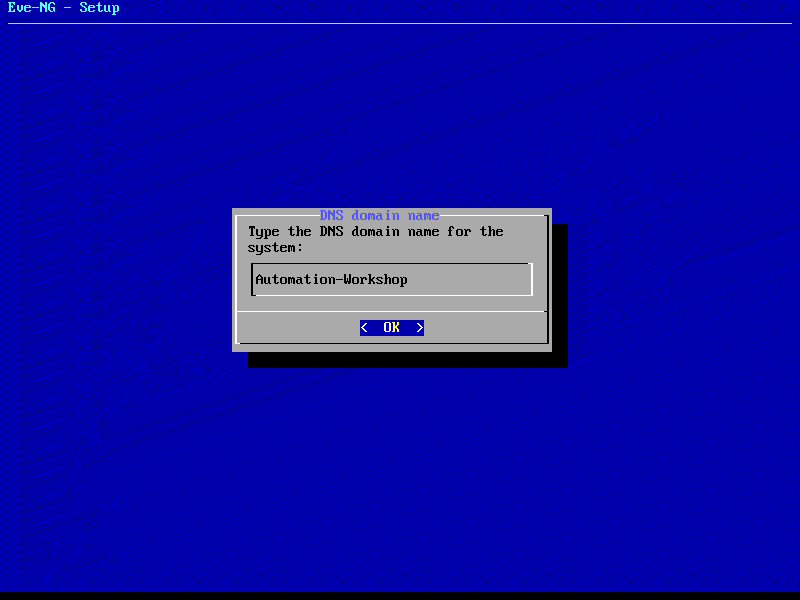 Eve-NG - Setup
DNS domain name
Type the DNS domain name for the
system:
Automation-Workshop
< OK >